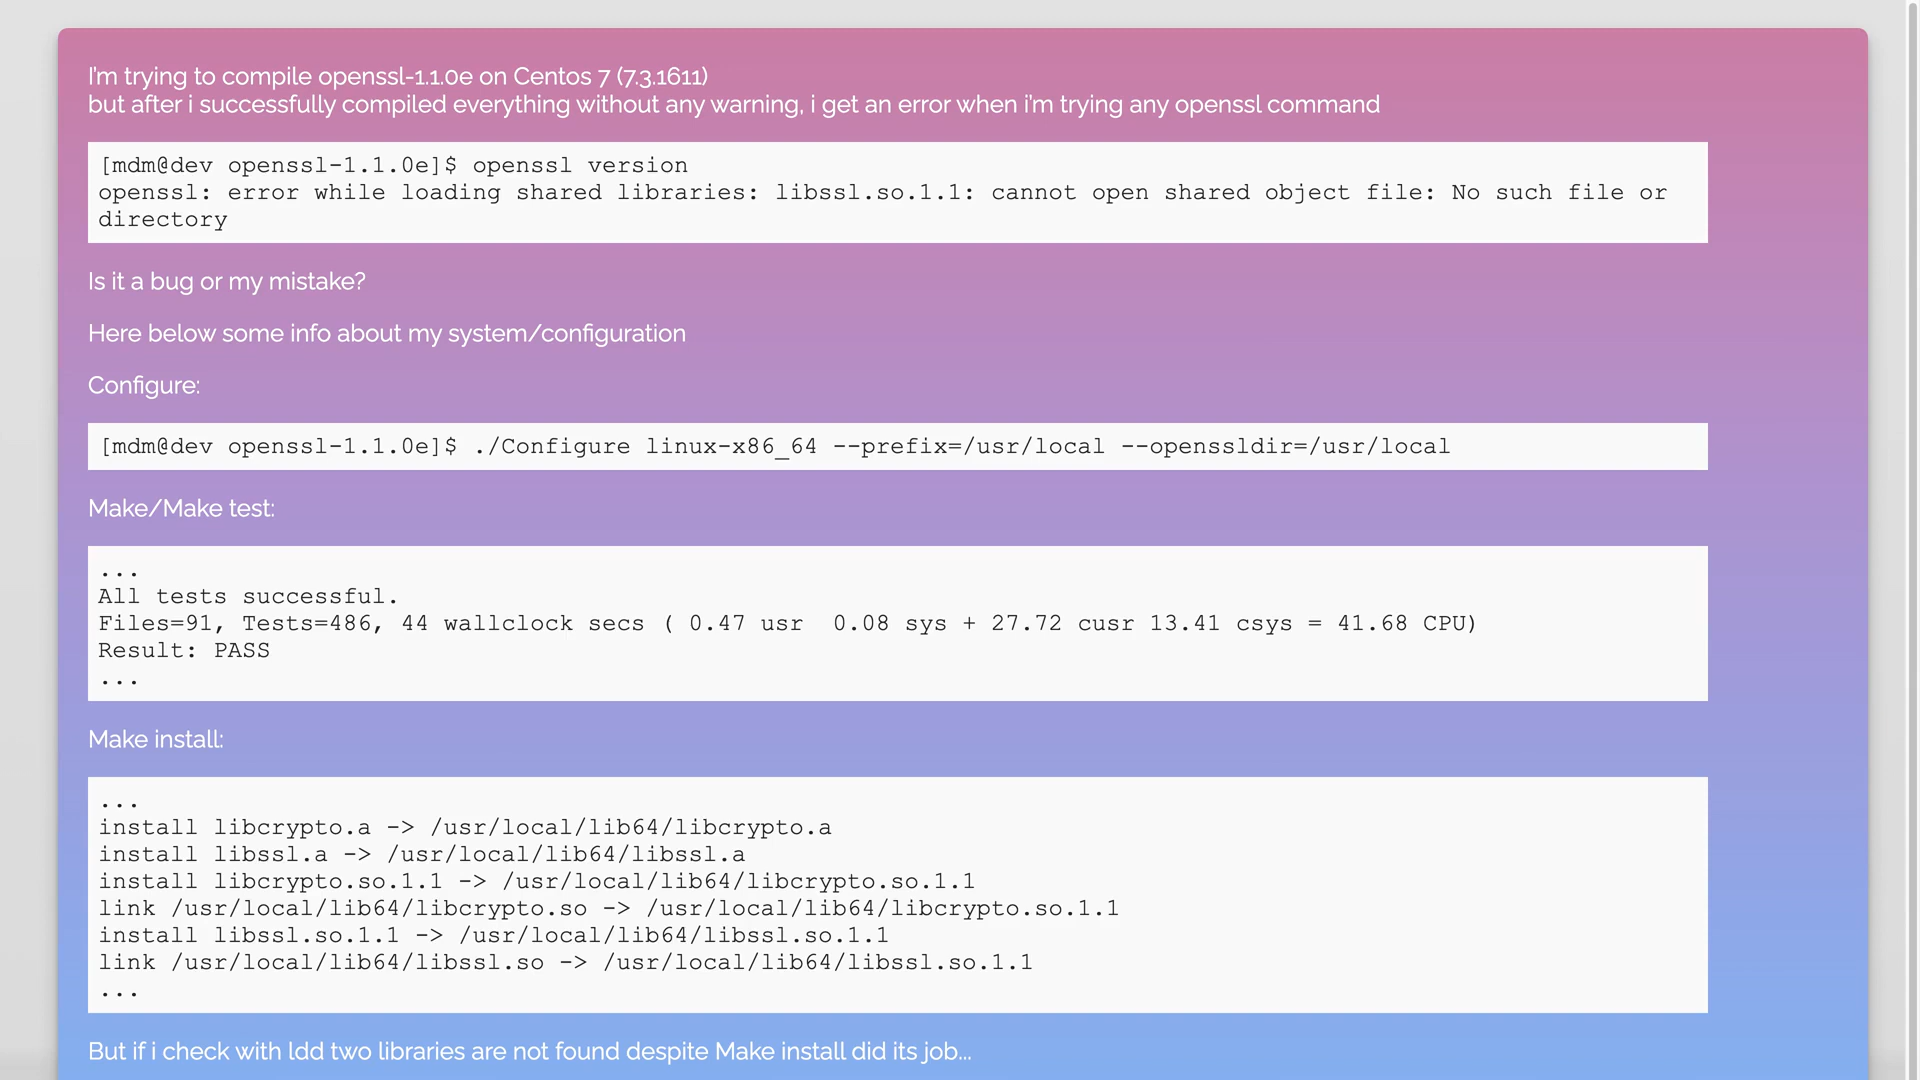 I'm trying to compile openssl-1.1.0e on Centos 7 (7.3.1611)
but after i successfully compiled everything without any warning, i get an error when i'm trying any openssl command
[mdm@dev openssl-1.1.0e]$ openssl version
openssl: error while loading shared libraries: libssl.so.1.1: cannot open shared object file: No such file or
directory
Is it a bug or my mistake?
Here below some info about my system/configuration
Configure:
[mdm@dev openssl-1.1.0e]$ ./Configure linux-x86_64 --prefix=/usr/local --openssldir=/usr/local
Make/Make test:
...
All tests successful.
Files=91, Tests=486, 44 wallclock secs ( 0.47 usr  0.08 sys + 27.72 cusr 13.41 csys = 41.68 CPU)
Result: PASS
...
Make install:
...
install libcrypto.a -> /usr/local/lib64/libcrypto.a
install libssl.a -> /usr/local/lib64/libssl.a
install libcrypto.so.1.1 -> /usr/local/lib64/libcrypto.so.1.1
link /usr/local/lib64/libcrypto.so -> /usr/local/lib64/libcrypto.so.1.1
install libssl.so.1.1 -> /usr/local/lib64/libssl.so.1.1
link /usr/local/lib64/libssl.so -> /usr/local/lib64/libssl.so.1.1
...
But if i check with ldd two libraries are not found despite Make install did its job...